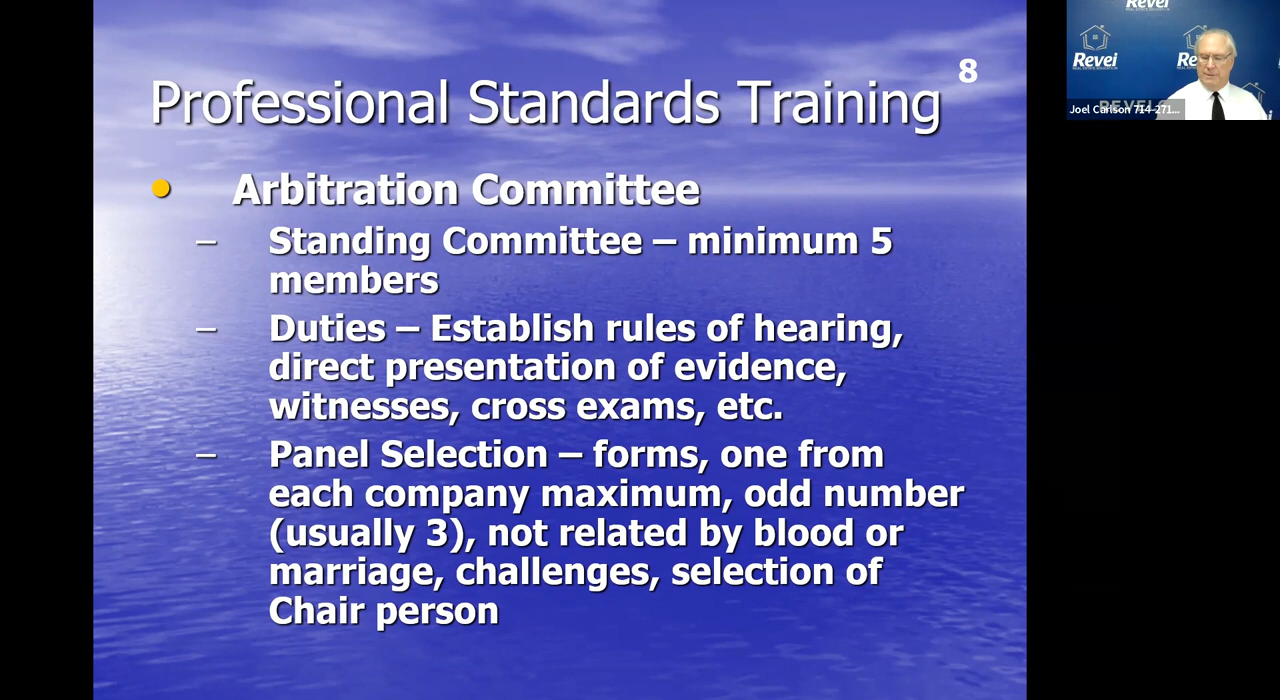 8
Professional Standards Training
• Arbitration Committee
– Standing Committee – minimum 5
members
– Duties – Establish rules of hearing,
direct presentation of evidence,
witnesses, cross exams, etc.
– Panel Selection – forms, one from
each company maximum, odd number
(usually 3), not related by blood or
marriage, challenges, selection of
Chair person
Revei
Revei
Joel Carlson 714-271...